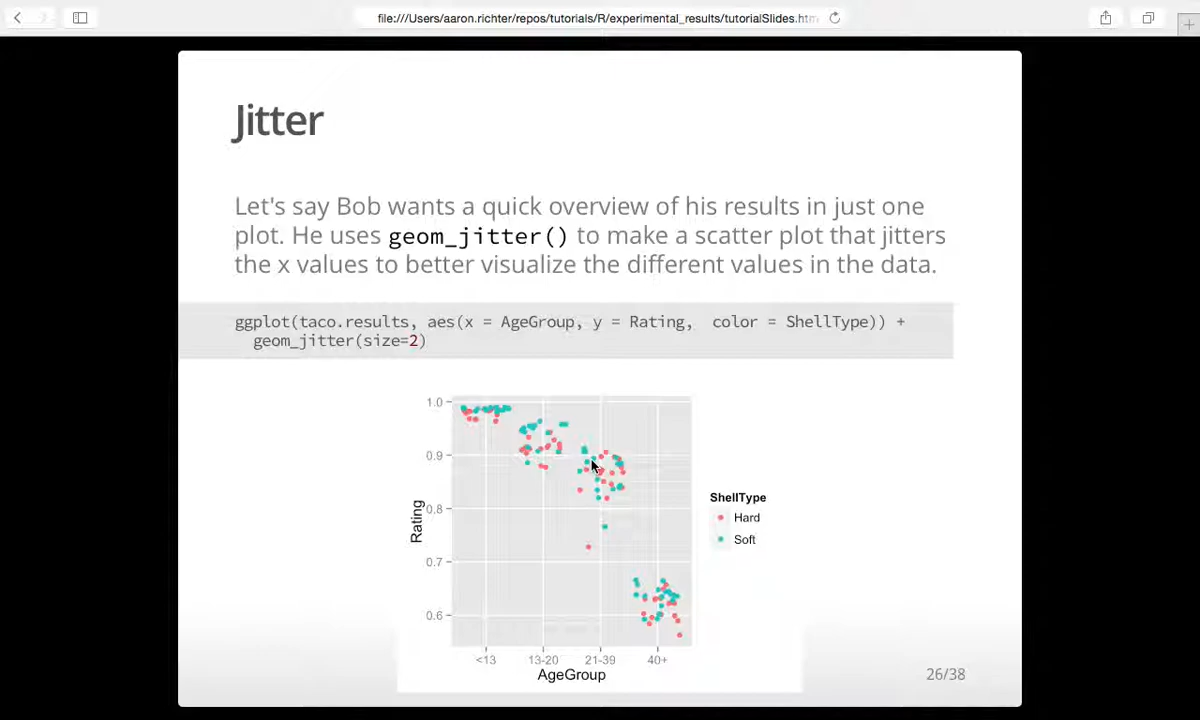 file:///Users/aaron.richter/repos/tutorials/R/experimental_results/tutorialSlides.htm
Jitter
Let's say Bob wants a quick overview of his results in just one
plot. He uses geom_jitter() to make a scatter plot that jitters
the x values to better visualize the different values in the data.
ggplot(taco.results, aes(x = AgeGroup, y = Rating,  color = ShellType)) +
geom_jitter(size=2)
1.0
0.9
0.8
0.7
0.6
Rating
<13 13-20 21-39 40+
AgeGroup
ShellType
Hard
Soft
26/38